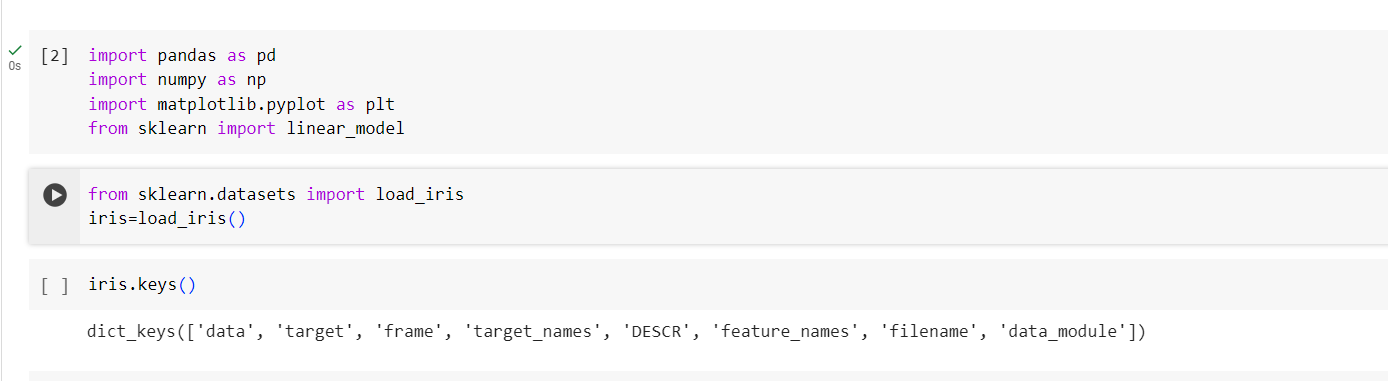 [2] import pandas as pd
0s import numpy as np
import matplotlib.pyplot as plt
from sklearn import linear_model
from sklearn.datasets import load_iris
iris=load_iris()
[ ] iris.keys()
dict_keys(['data', 'target', 'frame', 'target_names', 'DESCR', 'feature_names', 'filename', 'data_module'])